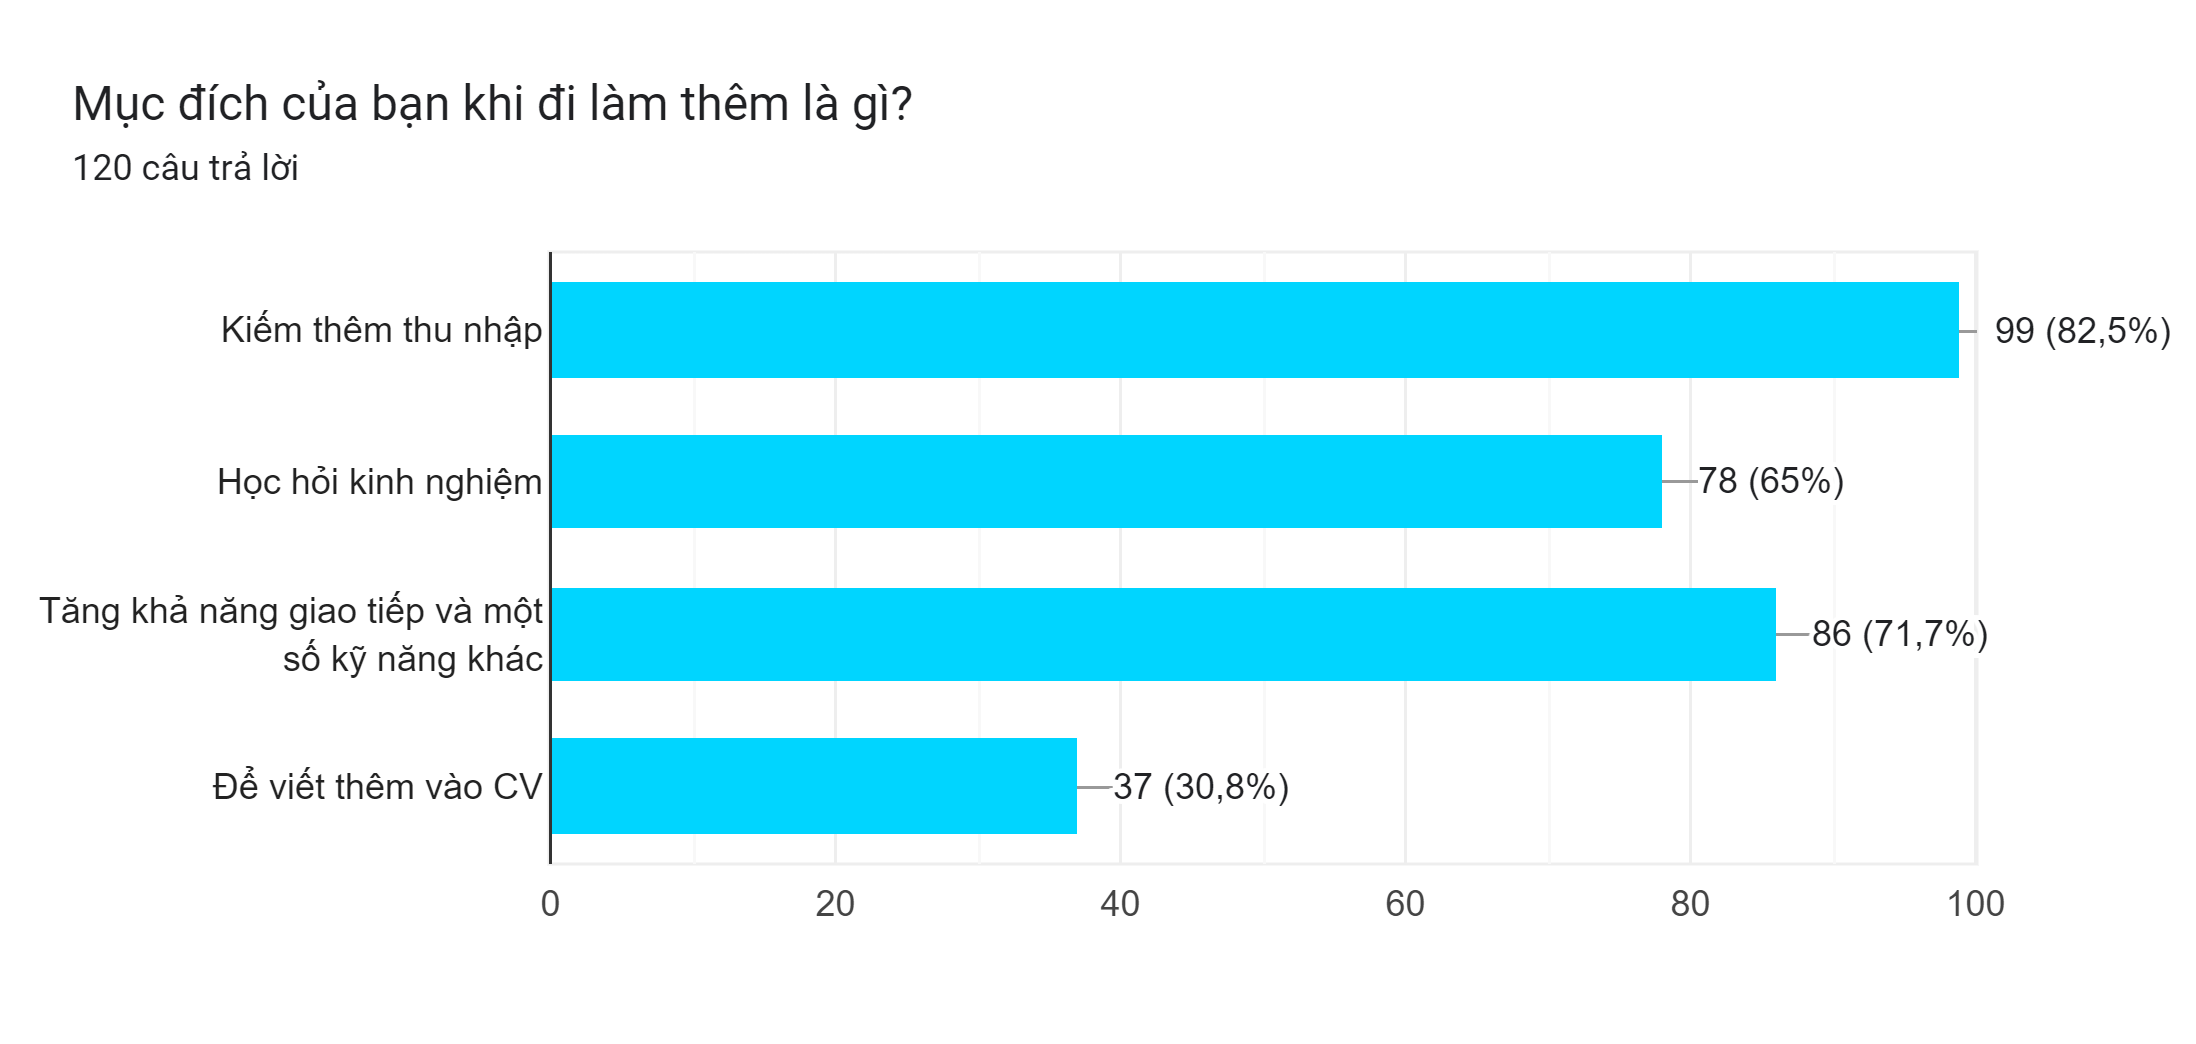 Mục đích của bạn khi đi làm thêm là gì?
120 câu trả lời
Kiếm thêm thu nhập
99 (82,5%)
Học hỏi kinh nghiệm
78 (65%)
Tăng khả năng giao tiếp và một
số kỹ năng khác
86 (71,7%)
Để viết thêm vào CV
37 (30,8%)
0 20 40 60 80 100